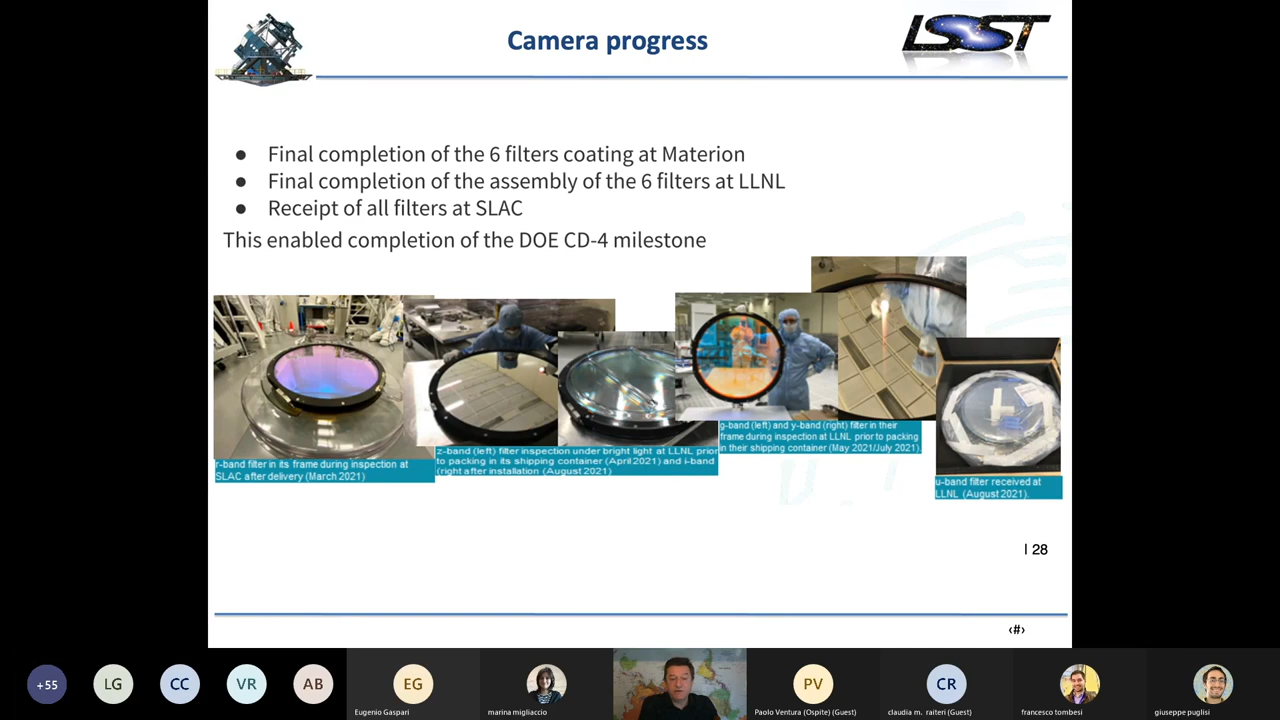 Camera progress
LSST
● Final completion of the 6 filters coating at Materion
● Final completion of the assembly of the 6 filters at LLNL
● Receipt of all filters at SLAC
This enabled completion of the DOE CD-4 milestone
r-band filter in its frame during inspection at
SLAC after delivery (March 2021)
z-band (left) filter inspection under bright light at LLNL prior
to packing in its shipping container (April 2021) and i-band
(right after installation (August 2021)
g-band (left) and y-band (right) filter in their
frame during inspection at LLNL prior to packing
in their shipping container (May 2021/July 2021).
u-band filter received at
LLNL (August 2021).
| 28
‹#›
+55
LG
CC
VR
AB
EG
Eugenio Gaspari
marina migliaccio
PV
Paolo Ventura (Ospite) (Guest)
CR
claudia m. raiteri (Guest)
francesco tombesi
giuseppe puglisi